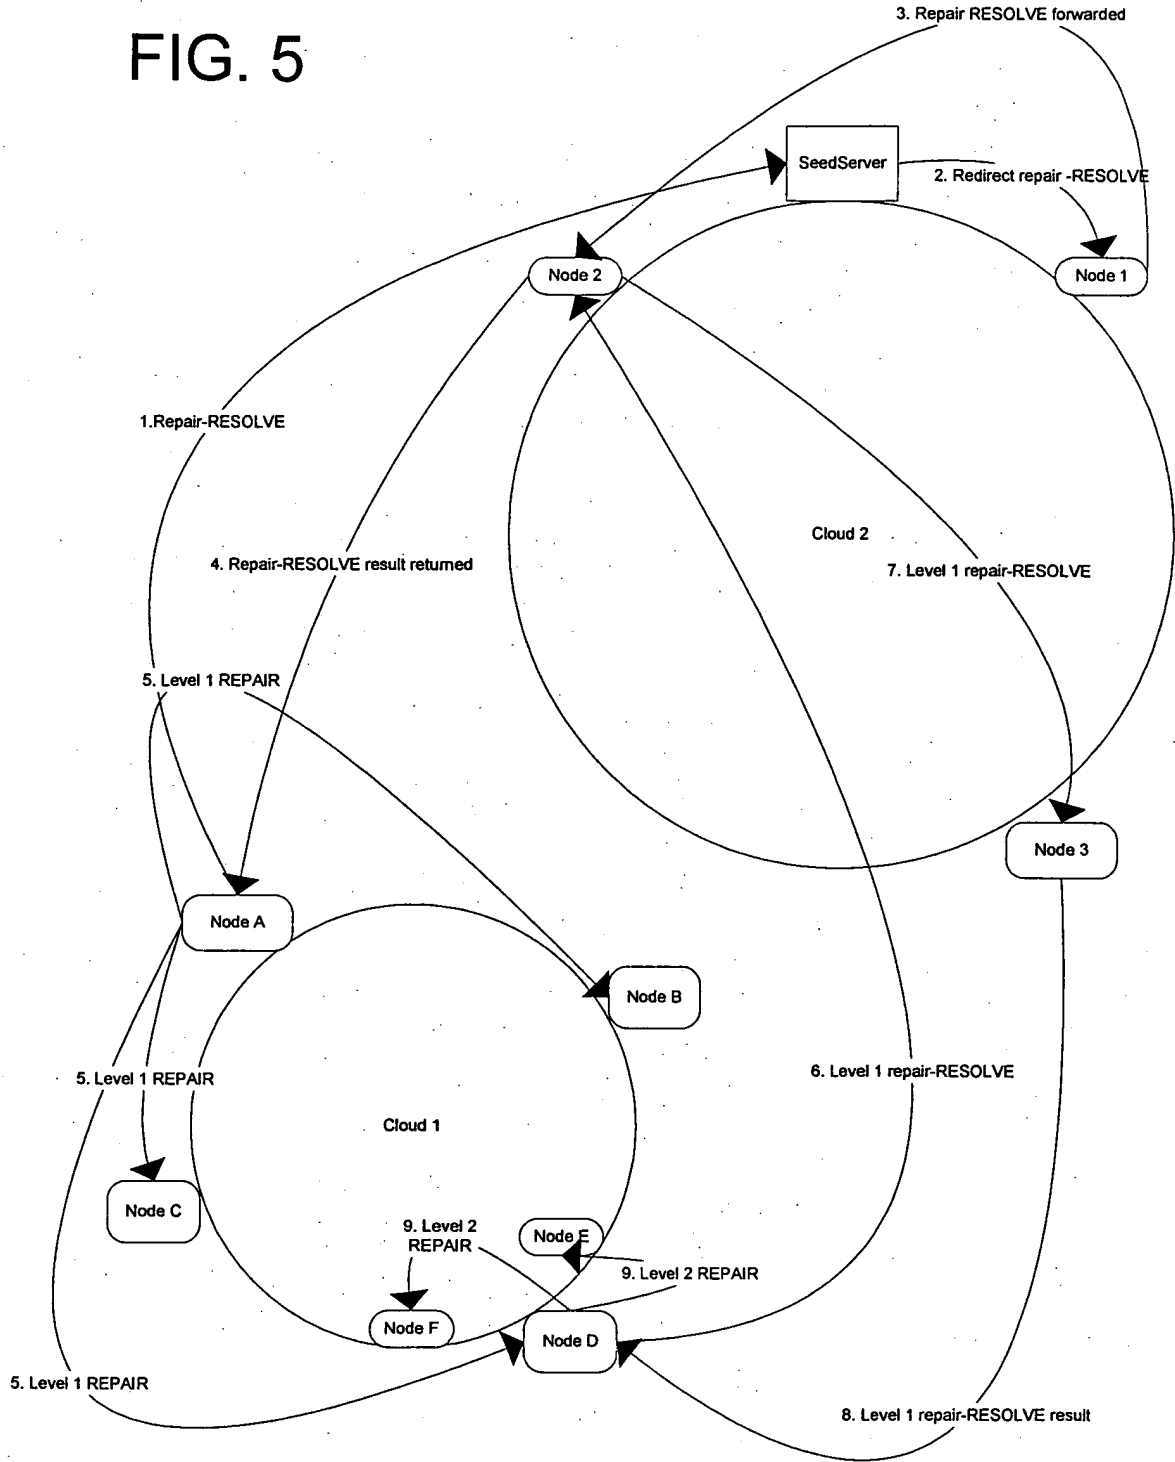 3. Repair RESOLVE forwarded
FIG. 5
SeedServer
2. Redirect repair -RESOLVE
Node 2
Node 1
1.Repair-RESOLVE
Cloud 2
4. Repair-RESOLVE result returned
7. Level 1 repair-RESOLVE
5. Level 1 REPAIR
Node 3
Node A
Node B
6. Level 1 repair-RESOLVE
5. Level 1 REPAIR
Cloud 1
Node C
9. Level 2
REPAIR
Node E
9. Level 2 REPAIR
Node F
Node D
5. Level 1 REPAIR
8. Level 1 repair-RESOLVE result